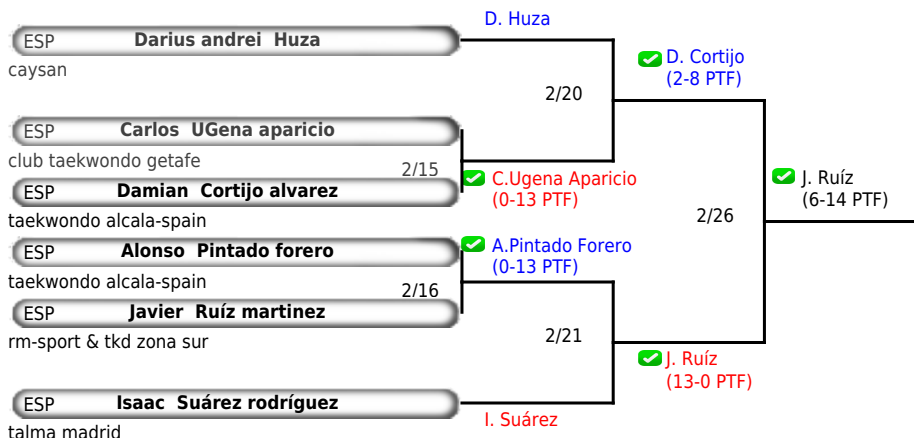 D. Huza
ESP Darius andrei Huza
caysan
D. Cortijo
(2-8 PTF)
2/20
ESP Carlos UGena aparicio
club taekwondo getafe
2/15
C.Ugena Aparicio
(0-13 PTF)
ESP Damian Cortijo alvarez
taekwondo alcala-spain
J. Ruíz
(6-14 PTF)
2/26
ESP Alonso Pintado forero
taekwondo alcala-spain
A.Pintado Forero
(0-13 PTF)
2/16
ESP Javier Ruíz martinez
rm-sport & tkd zona sur
2/21
J. Ruíz
(13-0 PTF)
ESP Isaac Suárez rodríguez
talma madrid
I. Suárez